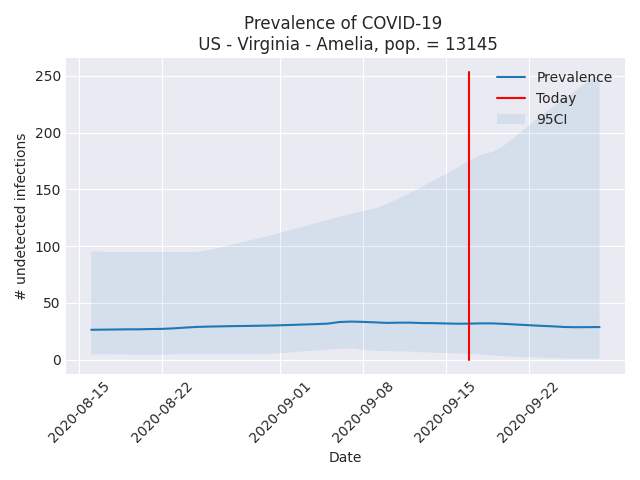 Prevalence of COVID-19
US - Virginia - Amelia, pop. = 13145
Prevalence
Today
95CI
250
200
150
100
50
0
# undetected infections
2020-08-15
2020-08-22
2020-09-01
2020-09-08
2020-09-15
2020-09-22
Date